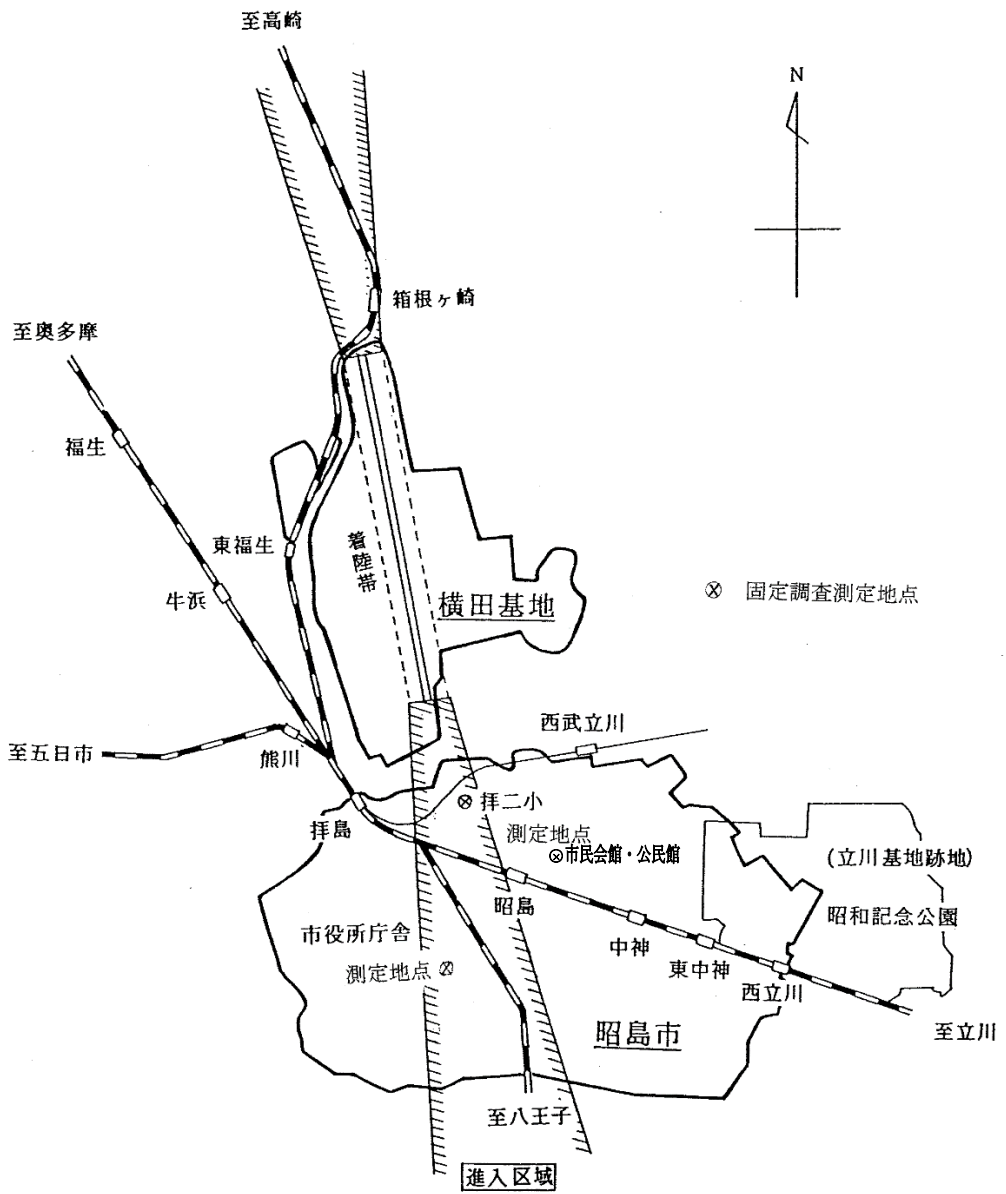 至高崎
N
箱根ヶ崎
至奥多摩
福生
東福生
着陸帯
牛浜
横田基地
⊗ 固定調査測定地点
西武立川
至五日市
熊川
拝島
⊗ 拝二小
測定地点
⊗市民会館・公民館
(立川基地跡地)
昭和記念公園
昭島
中神
東中神
西立川
市役所庁舎
測定地点 ⊗
昭島市
至立川
至八王子
進入区域